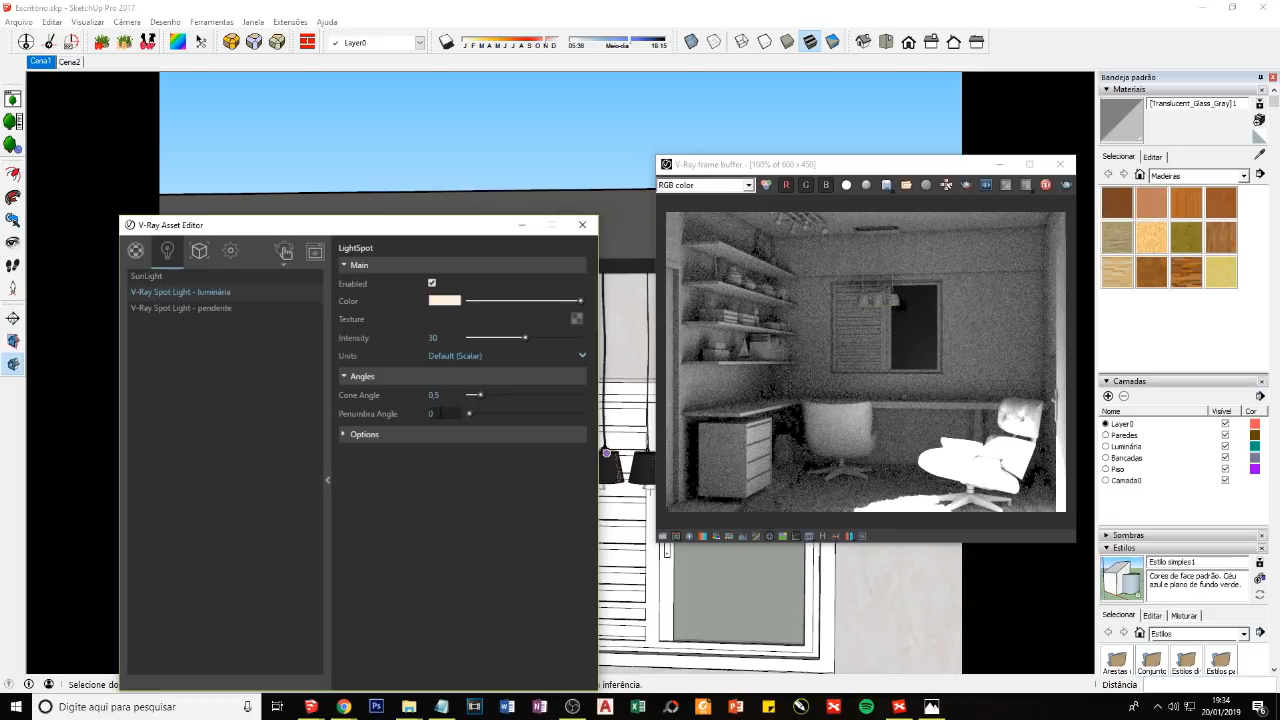 Escritório.skp - SketchUp Pro 2017
Arquivo Editar Visualizar Câmera Desenho Ferramentas Janela Extensões Ajuda
Layer0
J F M A M J J A S O N D
05:38 Meio-dia 18:15
Cena1 Cena2
Bandeja padrão
Materiais
[Translucent_Glass_Gray]1
Selecionar Editar
Madeiras
V-Ray frame buffer - [100% of 600 x 450]
RGB color
R G B
V-Ray Asset Editor
SunLight
V-Ray Spot Light - luminária
V-Ray Spot Light - pendente
LightSpot
Main
Enabled
Color
Texture
Intensity 30
Units Default (Scalar)
Angles
Cone Angle 0,5
Penumbra Angle 0
Options
Camadas
Nome Visível Cor
Layer0
Paredes
Luminária
Bancadas
Piso
Camada0
Sombras
Estilos
Estilo simples1
Cores de face padrão. Céu
azul e plano de fundo verde.
Selecionar Editar Misturar
Estilos
Arestas r Conjunto Estilos di Estilos pa
Selecione do
inferência.
Distância
Digite aqui para pesquisar
19:34
20/01/2019